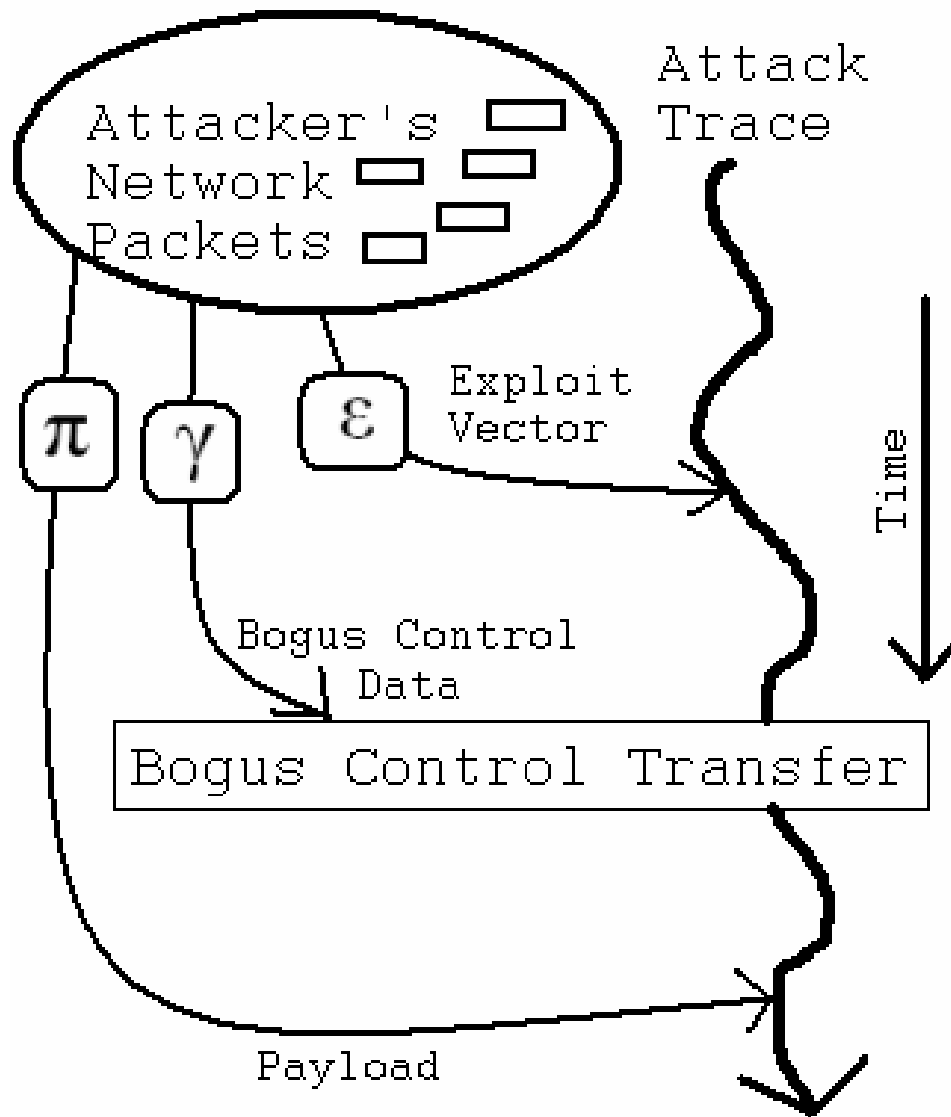 Attacker's
Network
Packets
Attack
Trace
π
γ
ε
Exploit
Vector
Time
Bogus Control
Data
Bogus Control Transfer
Payload